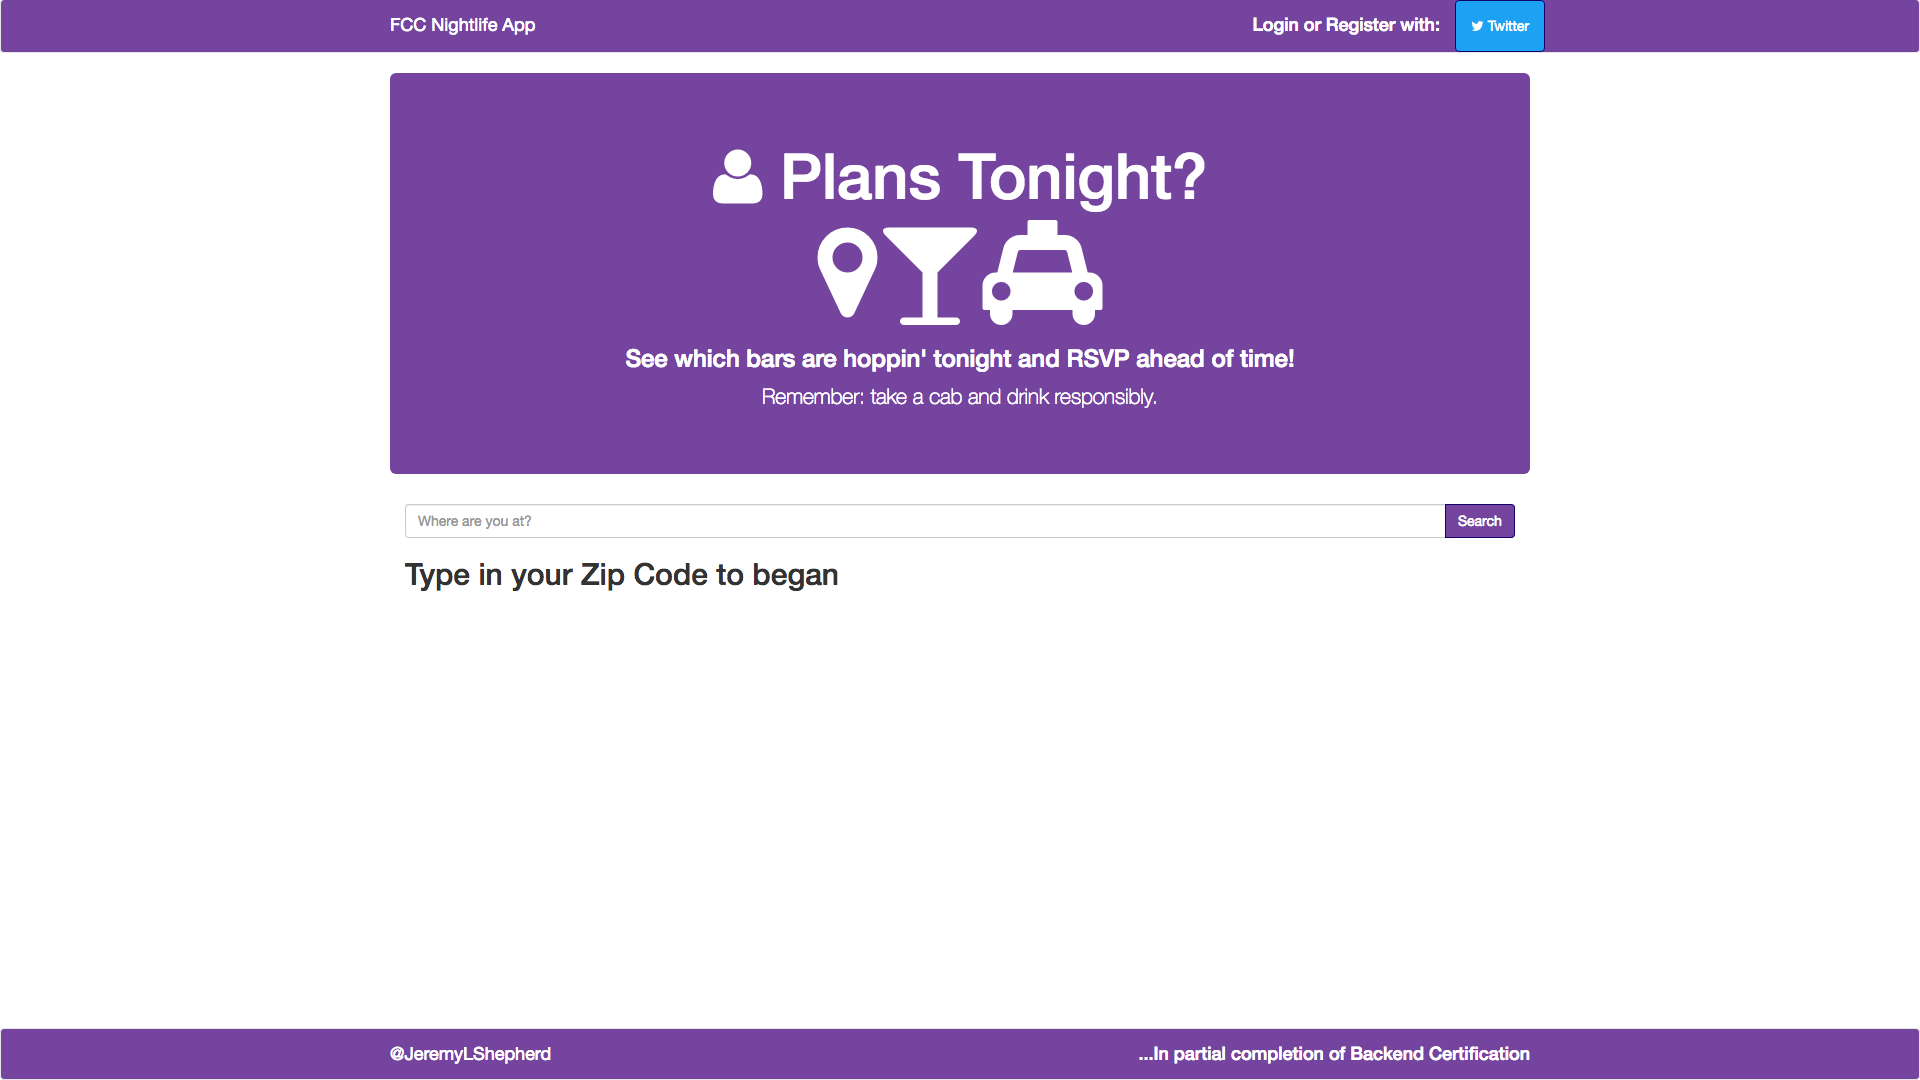 FCC Nightlife App
Login or Register with:
Twitter
Plans Tonight?
See which bars are hoppin' tonight and RSVP ahead of time!
Remember: take a cab and drink responsibly.
Where are you at?
Search
Type in your Zip Code to began
@JeremyLShepherd
...In partial completion of Backend Certification